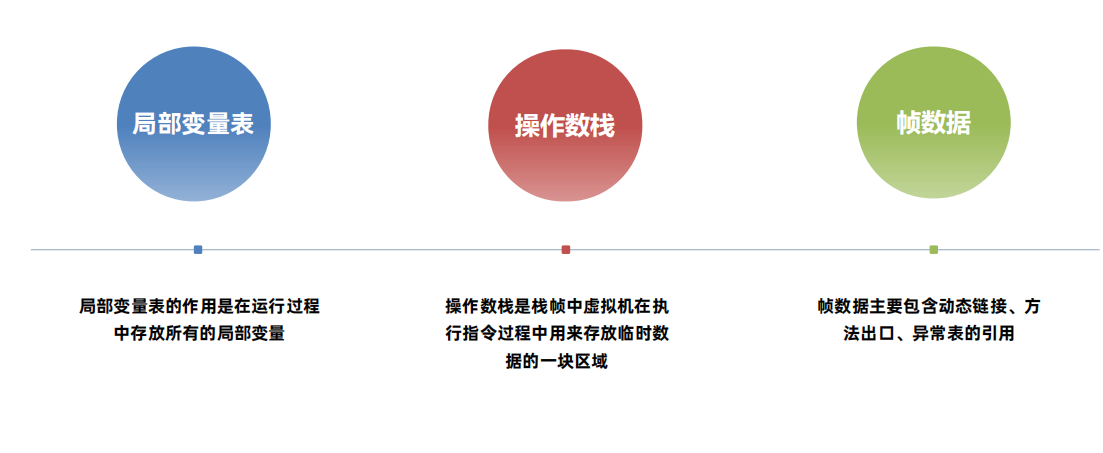 局部变量表
操作数栈
帧数据
局部变量表的作用是在运行过程
中存放所有的局部变量
操作数栈是栈帧中虚拟机在执
行指令过程中用来存放临时数
据的一块区域
帧数据主要包含动态链接、方
法出口、异常表的引用